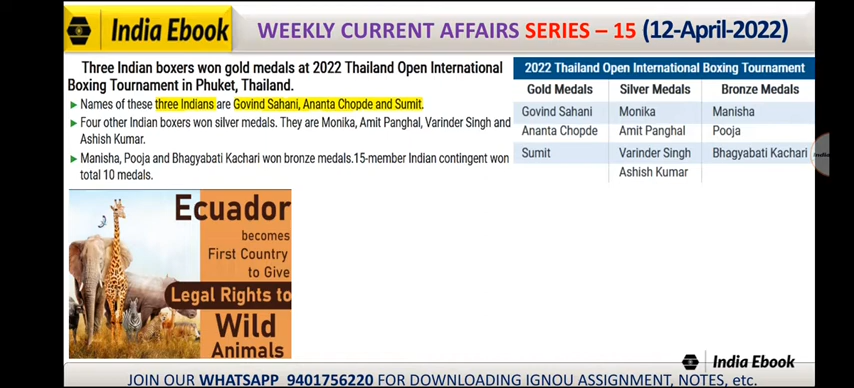 India Ebook
WEEKLY CURRENT AFFAIRS SERIES – 15 (12-April-2022)
Three Indian boxers won gold medals at 2022 Thailand Open International
Boxing Tournament in Phuket, Thailand.
► Names of these three Indians are Govind Sahani, Ananta Chopde and Sumit.
► Four other Indian boxers won silver medals. They are Monika, Amit Panghal, Varinder Singh and
Ashish Kumar.
► Manisha, Pooja and Bhagyabati Kachari won bronze medals.15-member Indian contingent won
total 10 medals.
2022 Thailand Open International Boxing Tournament
Gold Medals Silver Medals Bronze Medals
Govind Sahani Monika Manisha
Ananta Chopde Amit Panghal Pooja
Sumit Varinder Singh Bhagyabati Kachari
Ashish Kumar
Ecuador
becomes
First Country
to Give
Legal Rights to
Wild
Animals
India Ebook
JOIN OUR WHATSAPP 9401756220 FOR DOWNLOADING IGNOU ASSIGNMENT, NOTES, etc.